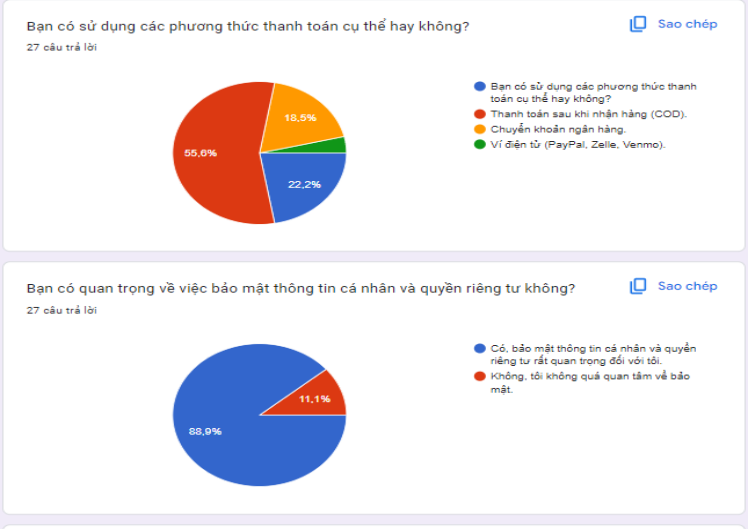 Bạn có sử dụng các phương thức thanh toán cụ thể hay không?
Sao chép
27 câu trả lời
Bạn có sử dụng các phương thức thanh
toán cụ thể hay không?
Thanh toán sau khi nhận hàng (COD).
Chuyển khoản ngân hàng.
Ví điện tử (PayPal, Zelle, Venmo).
18,5%
55,6%
22,2%
Bạn có quan trọng về việc bảo mật thông tin cá nhân và quyền riêng tư không?
Sao chép
27 câu trả lời
Có, bảo mật thông tin cá nhân và quyền
riêng tư rất quan trọng đối với tôi.
Không, tôi không quá quan tâm về bảo
mật.
11,1%
88,9%